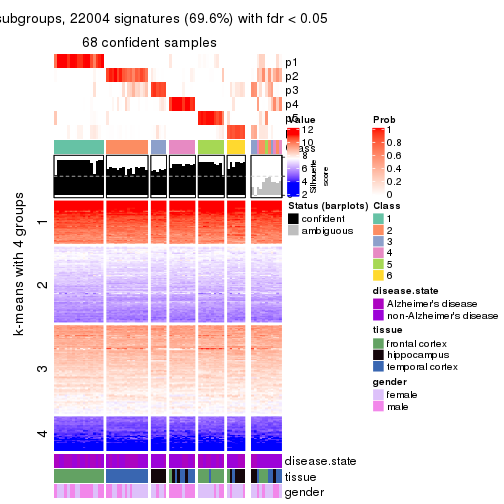 subgroups, 22004 signatures (69.6%) with fdr < 0.05
68 confident samples
p1
p2
p3
p4
p5
Value
12
10
8
6
4
2
Silhouette
score
Prob
1
0.8
0.6
0.4
0.2
0
Status (barplots)
confident
ambiguous
Class
1
2
3
4
5
6
disease.state
Alzheimer's disease
non-Alzheimer's disease
tissue
frontal cortex
hippocampus
temporal cortex
gender
female
male
k-means with 4 groups
1
2
3
4
disease.state
tissue
gender